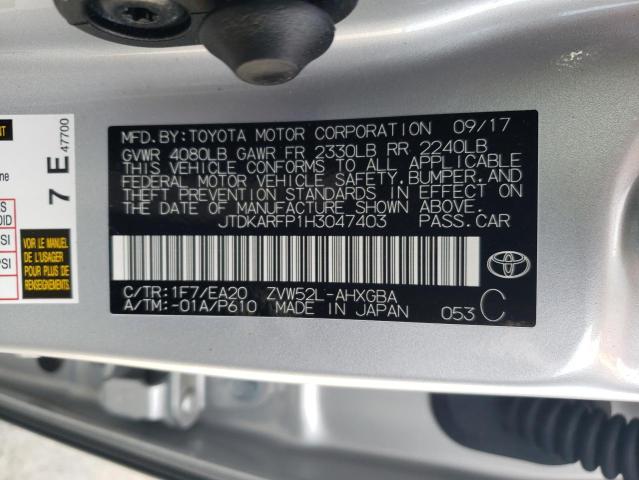 MFD.BY:TOYOTA MOTOR CORPORATION 09/17
GVWR 4080LB GAWR FR 2330LB RR 2240LB
THIS VEHICLE CONFORMS TO ALL APPLICABLE
FEDERAL MOTOR VEHICLE SAFETY, BUMPER, AND
THEFT PREVENTION STANDARDS IN EFFECT ON
THE DATE OF MANUFACTURE SHOWN ABOVE.
JTDKARFP1H3047403 PASS.CAR
C/TR:1F7/EA20 ZVW52L-AHXGBA
A/TM:-01A/P610 MADE IN JAPAN 053 C
7 E 47700
VOIR LE MANUEL
DE L'USAGER
POUR PLUS DE
RENSEIGNEMENTS